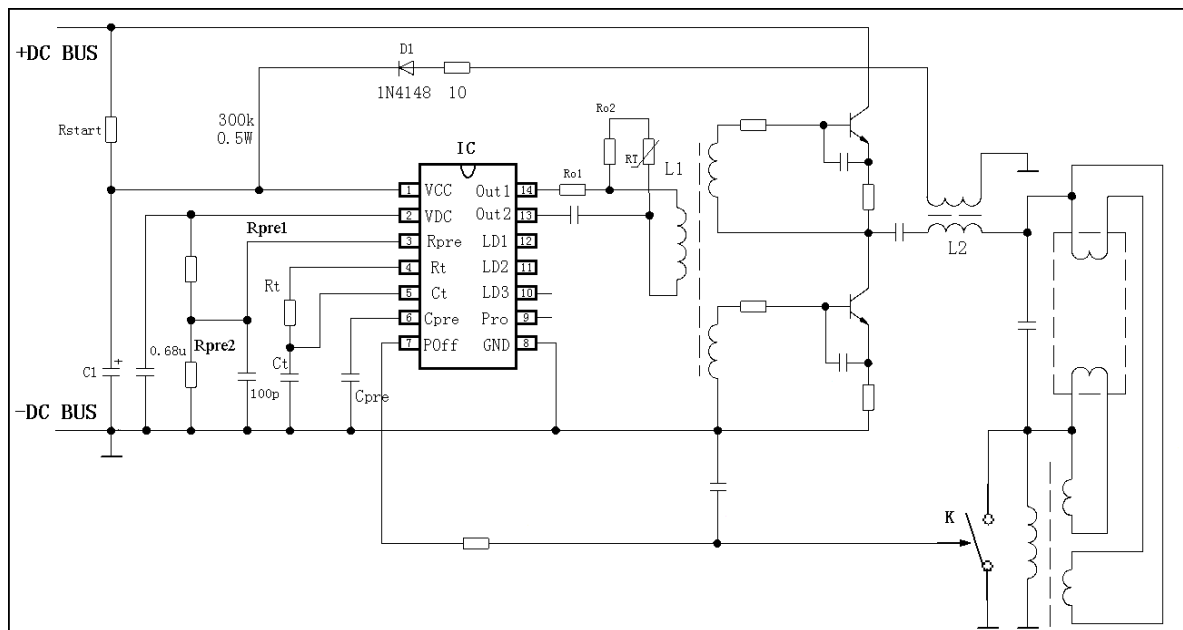 +DC BUS
D1
1N4148 10
Ro2
Rstart
300k
0.5W
IC
RT
L1
Ro1
1 VCC Out1 14
2 VDC Out2 13
Rpre1
3 Rpre LD1 12
4 Rt LD2 11
L2
Rt
5 Ct LD3 10
6 Cpre Pro 9
Rpre2
7 POff GND 8
0.68u
Ct
C1 +
100p
Cpre
-DC BUS
K